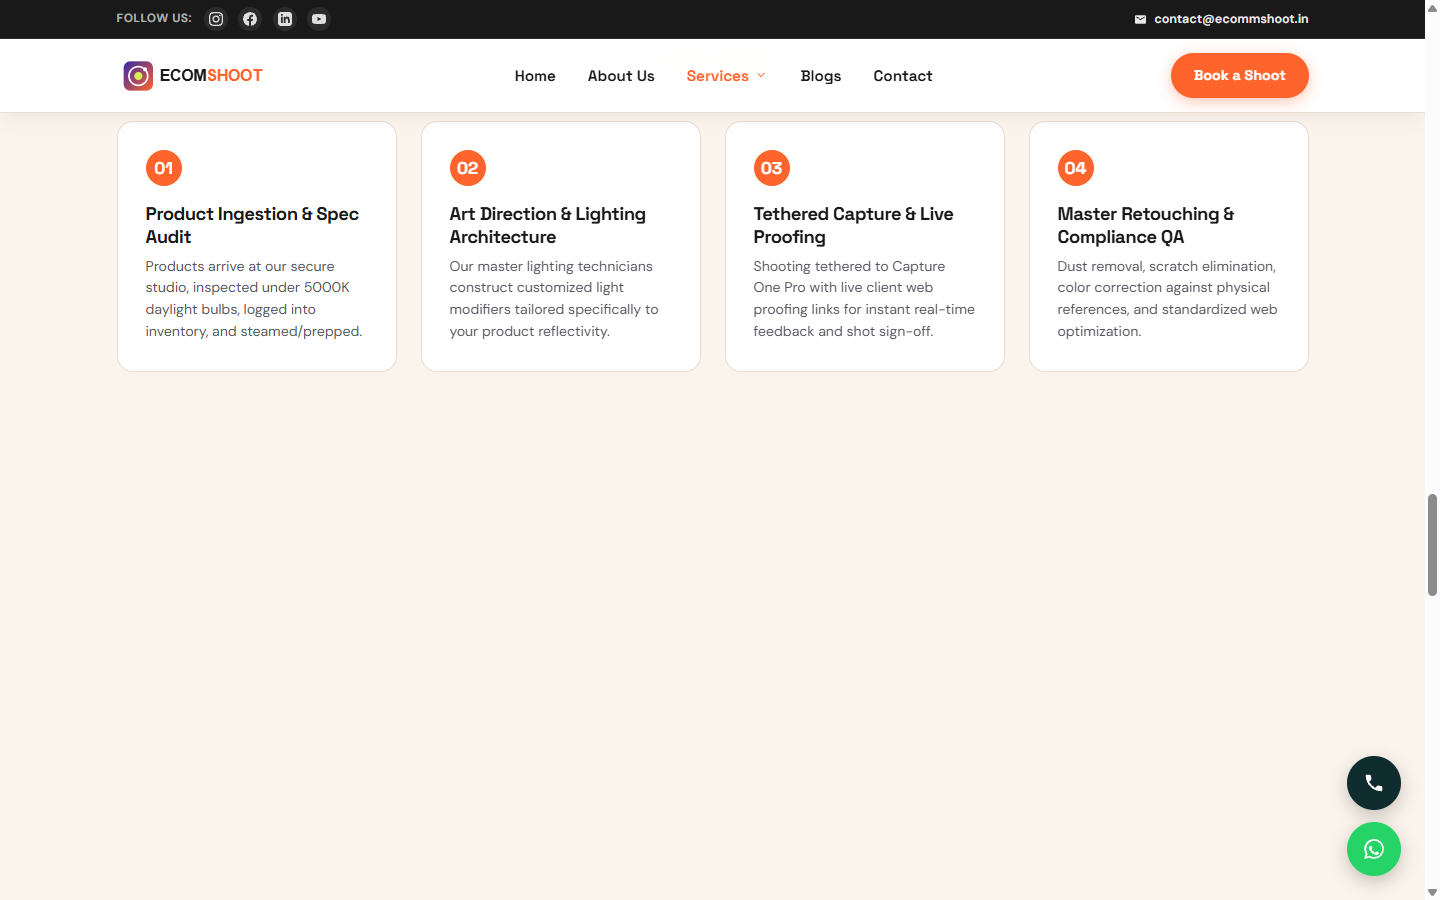 FOLLOW US:
contact@ecommshoot.in
ECOMSHOOT
Home
About Us
Services
Blogs
Contact
Book a Shoot
01
Product Ingestion & Spec
Audit
Products arrive at our secure
studio, inspected under 5000K
daylight bulbs, logged into
inventory, and steamed/prepped.
02
Art Direction & Lighting
Architecture
Our master lighting technicians
construct customized light
modifiers tailored specifically to
your product reflectivity.
03
Tethered Capture & Live
Proofing
Shooting tethered to Capture
One Pro with live client web
proofing links for instant real-time
feedback and shot sign-off.
04
Master Retouching &
Compliance QA
Dust removal, scratch elimination,
color correction against physical
references, and standardized web
optimization.